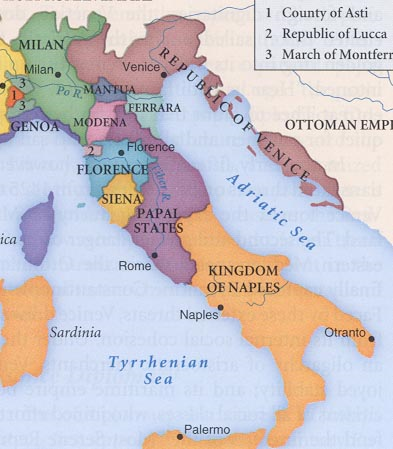 1 County of Asti
2 Republic of Lucca
3 March of Montferr
MILAN
Milan
Venice
3
1
3
Po R.
MANTUA
FERRARA
MODENA
GENOA
REPUBLIC OF VENICE
OTTOMAN EMPI
2
Florence
FLORENCE
Tiber R.
SIENA
PAPAL
STATES
Adriatic Sea
Rome
KINGDOM
OF NAPLES
Naples
Otranto
Sardinia
Tyrrhenian
Sea
Palermo